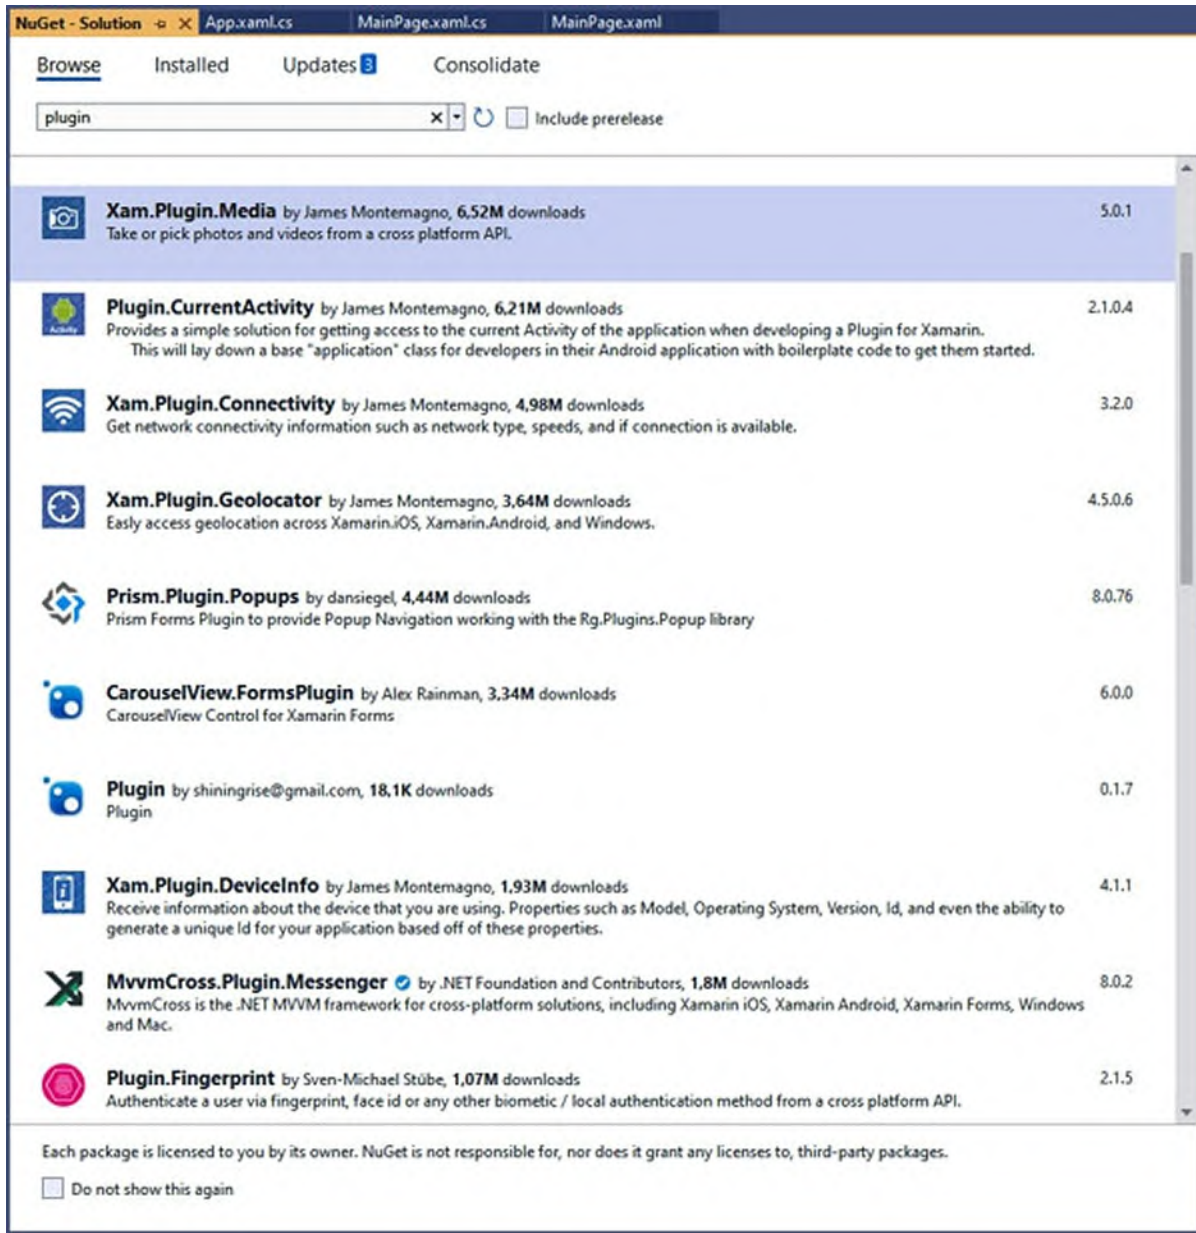 NuGet - Solution App.xaml.cs MainPage.xaml.cs MainPage.xaml
Browse Installed Updates 3 Consolidate
plugin Include prerelease
Xam.Plugin.Media by James Montemagno, 6,52M downloads 5.0.1
Take or pick photos and videos from a cross platform API.
Plugin.CurrentActivity by James Montemagno, 6,21M downloads 2.1.0.4
Activity
Provides a simple solution for getting access to the current Activity of the application when developing a Plugin for Xamarin.
This will lay down a base "application" class for developers in their Android application with boilerplate code to get them started.
Xam.Plugin.Connectivity by James Montemagno, 4,98M downloads 3.2.0
Get network connectivity information such as network type, speeds, and if connection is available.
Xam.Plugin.Geolocator by James Montemagno, 3,64M downloads 4.5.0.6
Easly access geolocation across Xamarin.iOS, Xamarin.Android, and Windows.
Prism.Plugin.Popups by dansiegel, 4,44M downloads 8.0.76
Prism Forms Plugin to provide Popup Navigation working with the Rg.Plugins.Popup library
CarouselView.FormsPlugin by Alex Rainman, 3,34M downloads 6.0.0
CarouselView Control for Xamarin Forms
Plugin by shiningrise@gmail.com, 18,1K downloads 0.1.7
Plugin
Xam.Plugin.DeviceInfo by James Montemagno, 1,93M downloads 4.1.1
Receive information about the device that you are using. Properties such as Model, Operating System, Version, Id, and even the ability to
generate a unique Id for your application based off of these properties.
MvvmCross.Plugin.Messenger by .NET Foundation and Contributors, 1,8M downloads 8.0.2
MvvmCross is the .NET MVVM framework for cross-platform solutions, including Xamarin iOS, Xamarin Android, Xamarin Forms, Windows
and Mac.
Plugin.Fingerprint by Sven-Michael Stübe, 1,07M downloads 2.1.5
Authenticate a user via fingerprint, face id or any other biometic / local authentication method from a cross platform API.
Each package is licensed to you by its owner. NuGet is not responsible for, nor does it grant any licenses to, third-party packages.
Do not show this again